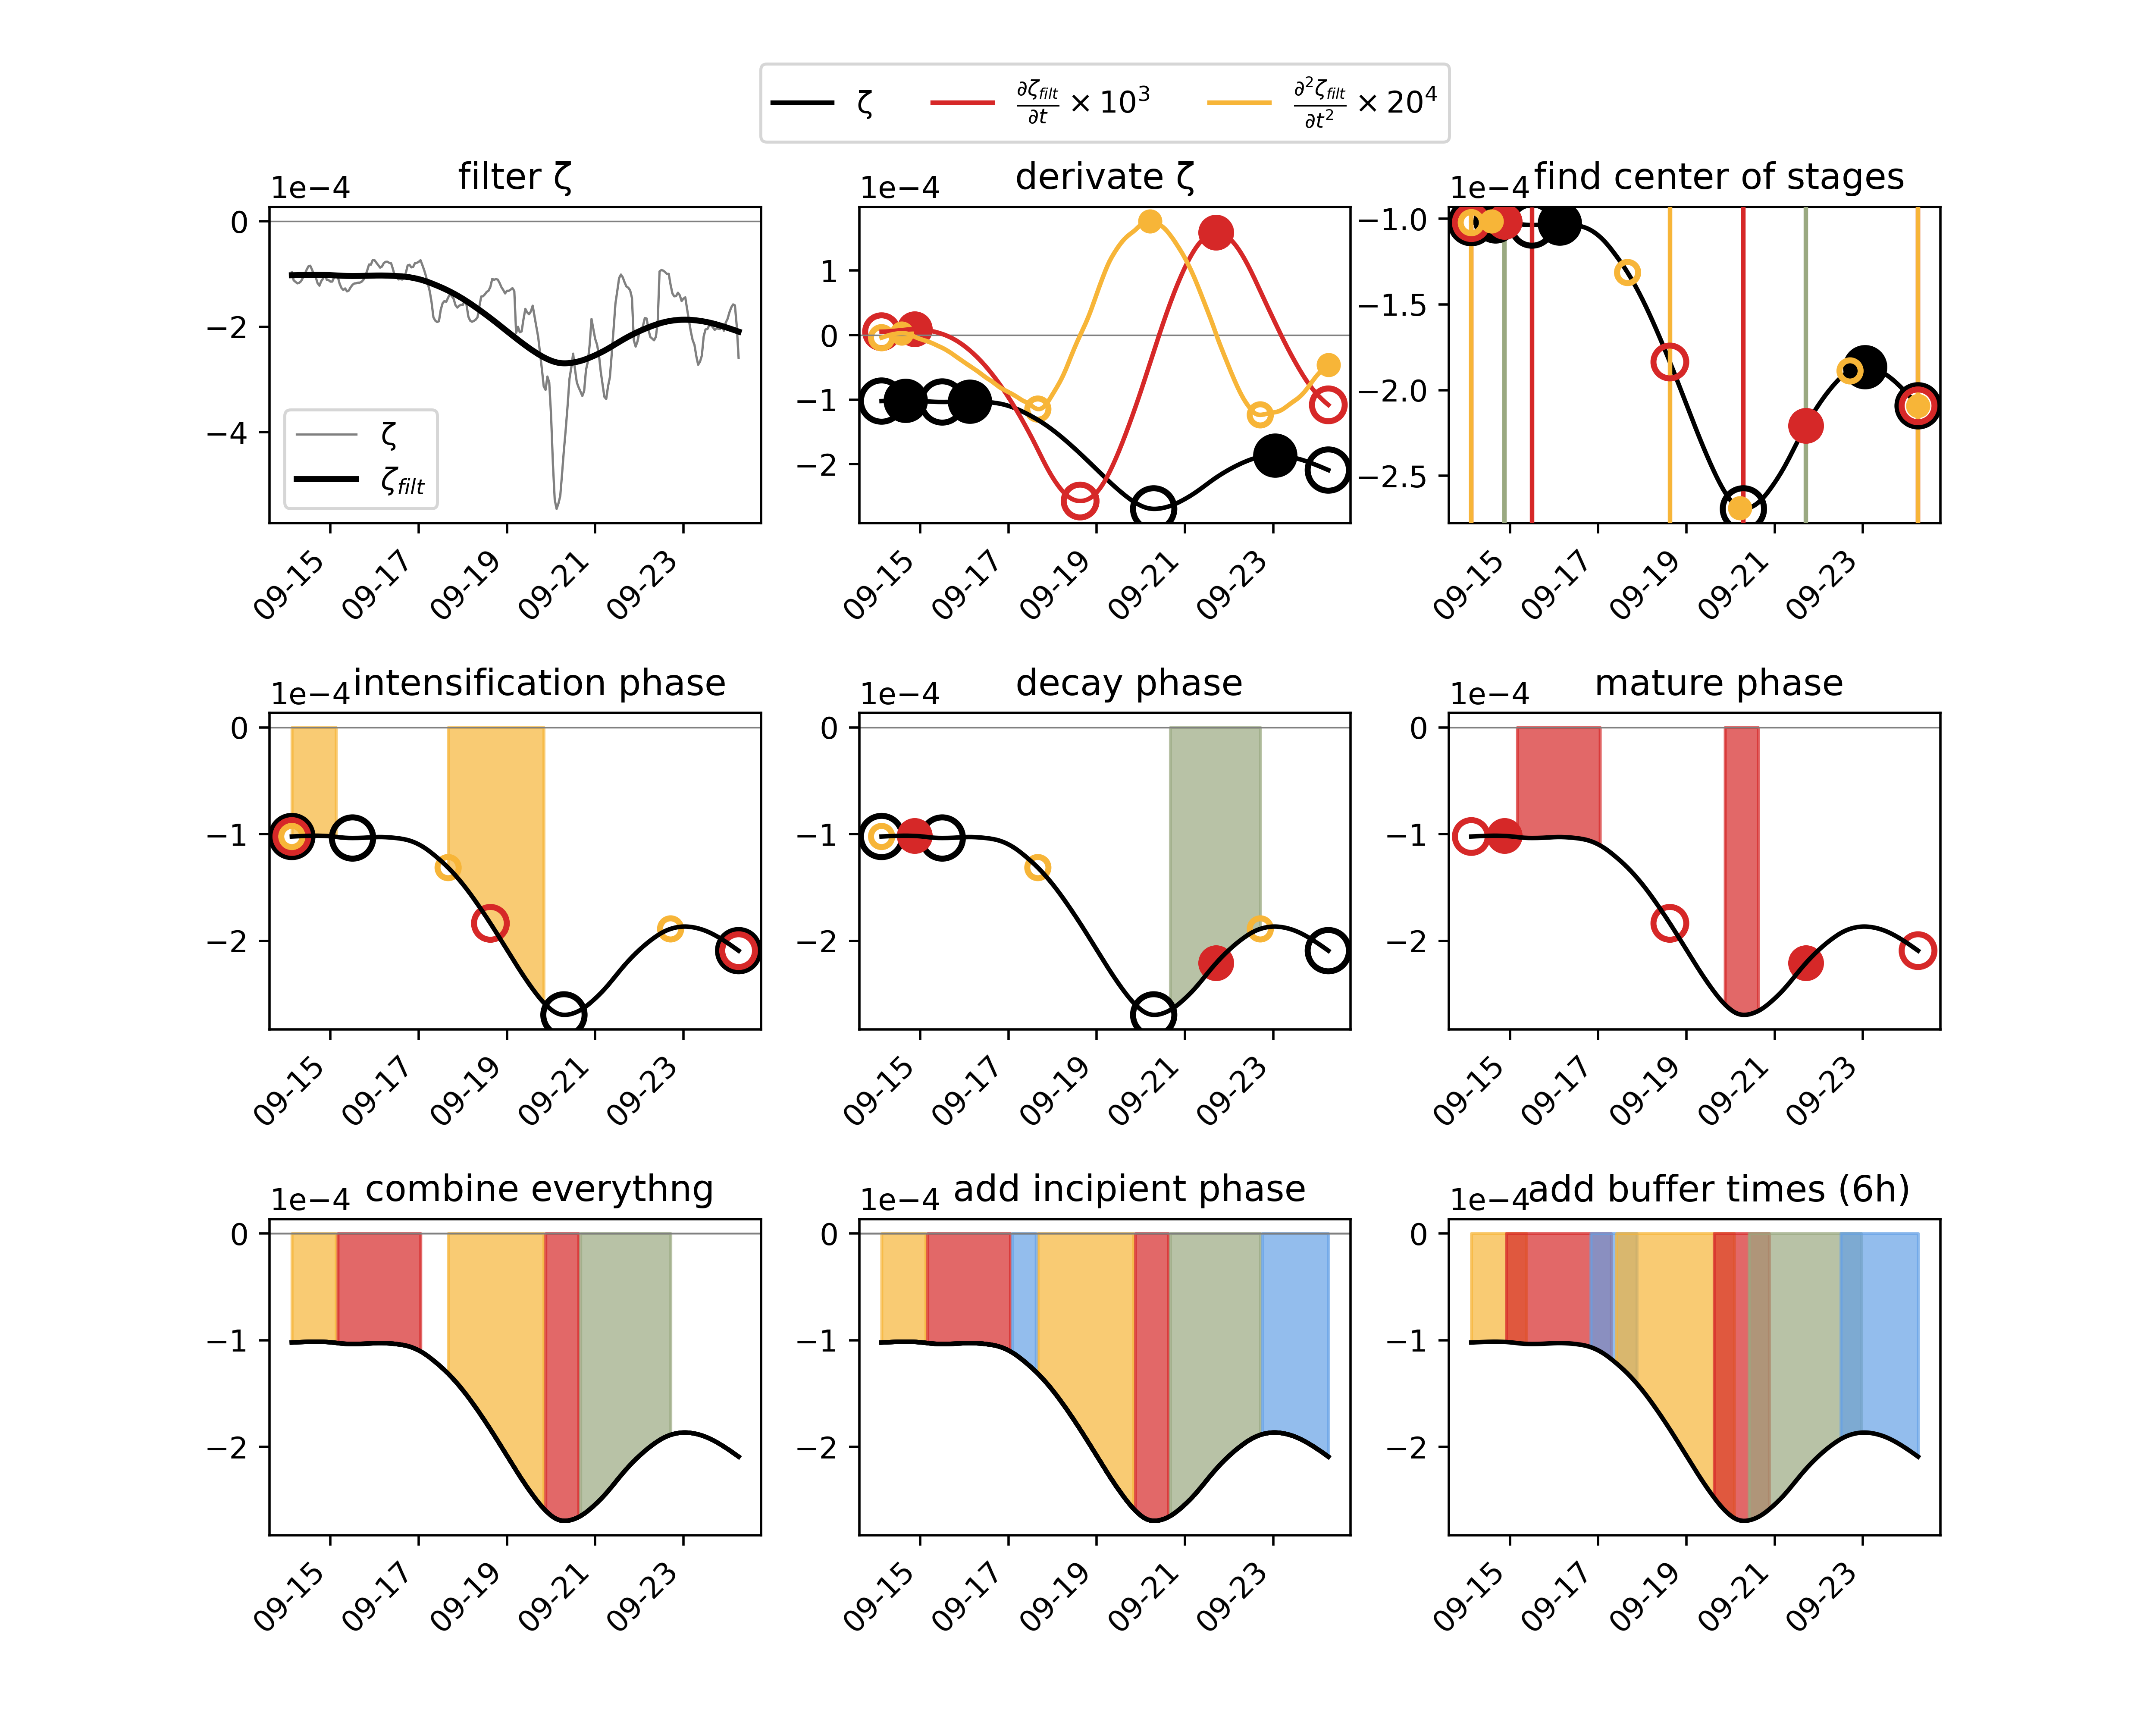 ζ
∂ζfilt/∂t × 10³
∂²ζfilt/∂t² × 20⁴
filter ζ
1e−4
0
−2
−4
ζ
ζfilt
09-15 09-17 09-19 09-21 09-23
derivate ζ
1e−4
1
0
−1
−2
09-15 09-17 09-19 09-21 09-23
find center of stages
1e−4
−1.0
−1.5
−2.0
−2.5
09-15 09-17 09-19 09-21 09-23
intensification phase
1e−4
0
−1
−2
09-15 09-17 09-19 09-21 09-23
decay phase
1e−4
0
−1
−2
09-15 09-17 09-19 09-21 09-23
mature phase
1e−4
0
−1
−2
09-15 09-17 09-19 09-21 09-23
combine everythng
1e−4
0
−1
−2
09-15 09-17 09-19 09-21 09-23
add incipient phase
1e−4
0
−1
−2
09-15 09-17 09-19 09-21 09-23
add buffer times (6h)
1e−4
0
−1
−2
09-15 09-17 09-19 09-21 09-23